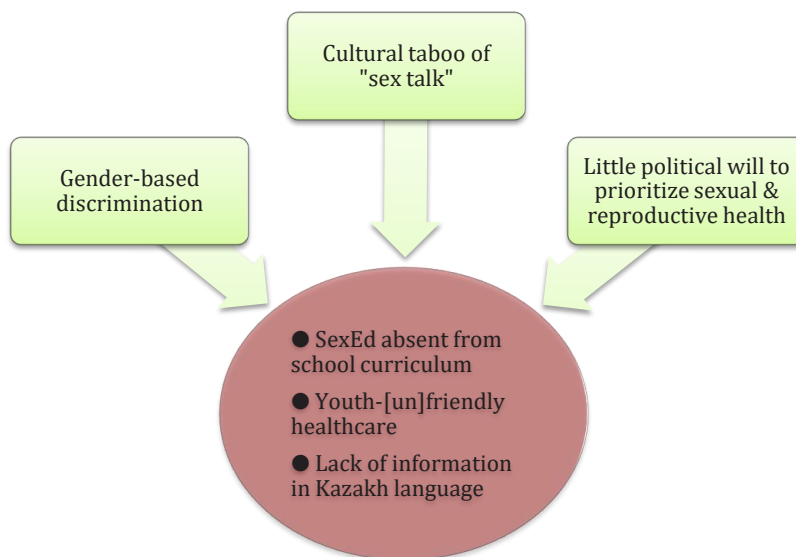 Cultural taboo of
"sex talk"
Gender-based
discrimination
Little political will to
prioritize sexual &
reproductive health
● SexEd absent from
school curriculum
● Youth-[un]friendly
healthcare
● Lack of information
in Kazakh language